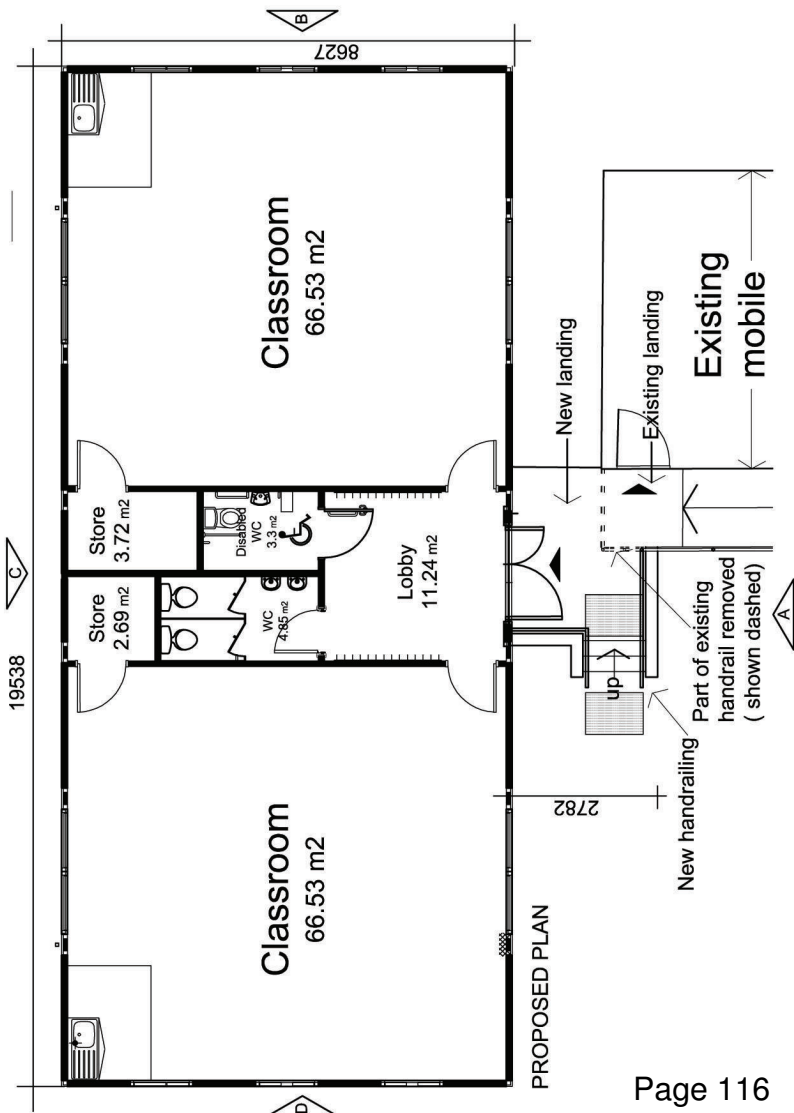 B
8627
C
19538
Classroom
66.53 m2
Store
3.72 m2
Store
2.69 m2
Disabled
WC
3.3 m2
WC
4.85 m2
Lobby
11.24 m2
Classroom
66.53 m2
D
PROPOSED PLAN
2782
up
New handrailing
Part of existing
handrail removed
( shown dashed)
A
New landing
Existing landing
Existing
mobile
Page 116